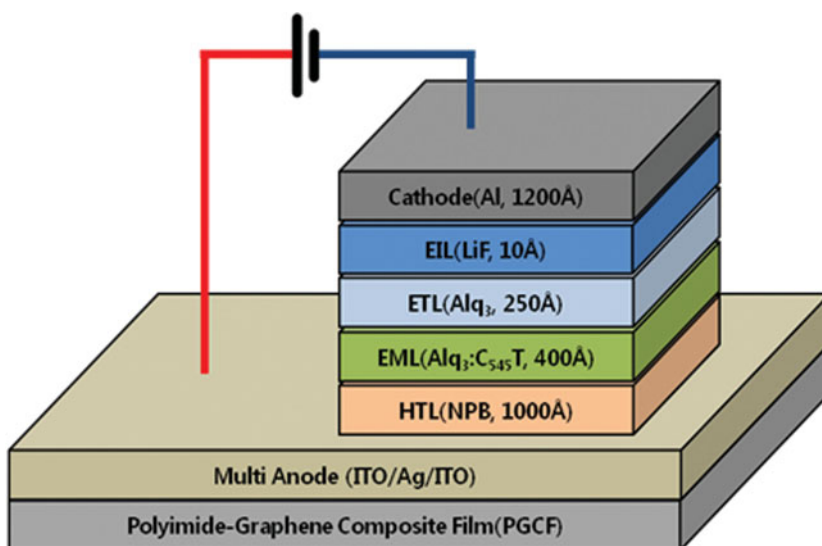 Cathode(Al, 1200Å)
EIL(LiF, 10Å)
ETL(Alq₃, 250Å)
EML(Alq₃:C₅₄₅T, 400Å)
HTL(NPB, 1000Å)
Multi Anode (ITO/Ag/ITO)
Polyimide-Graphene Composite Film(PGCF)